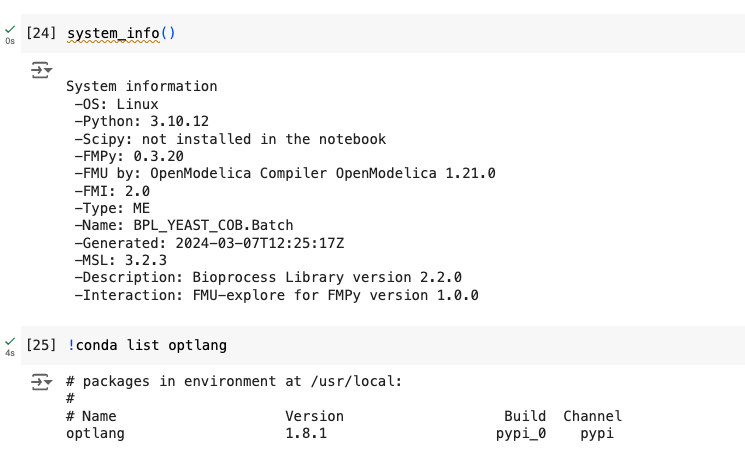 [24] system_info()
0s
System information
-OS: Linux
-Python: 3.10.12
-Scipy: not installed in the notebook
-FMPy: 0.3.20
-FMU by: OpenModelica Compiler OpenModelica 1.21.0
-FMI: 2.0
-Type: ME
-Name: BPL_YEAST_COB.Batch
-Generated: 2024-03-07T12:25:17Z
-MSL: 3.2.3
-Description: Bioprocess Library version 2.2.0
-Interaction: FMU-explore for FMPy version 1.0.0
[25] !conda list optlang
4s
# packages in environment at /usr/local:
#
# Name Version Build Channel
optlang 1.8.1 pypi_0 pypi